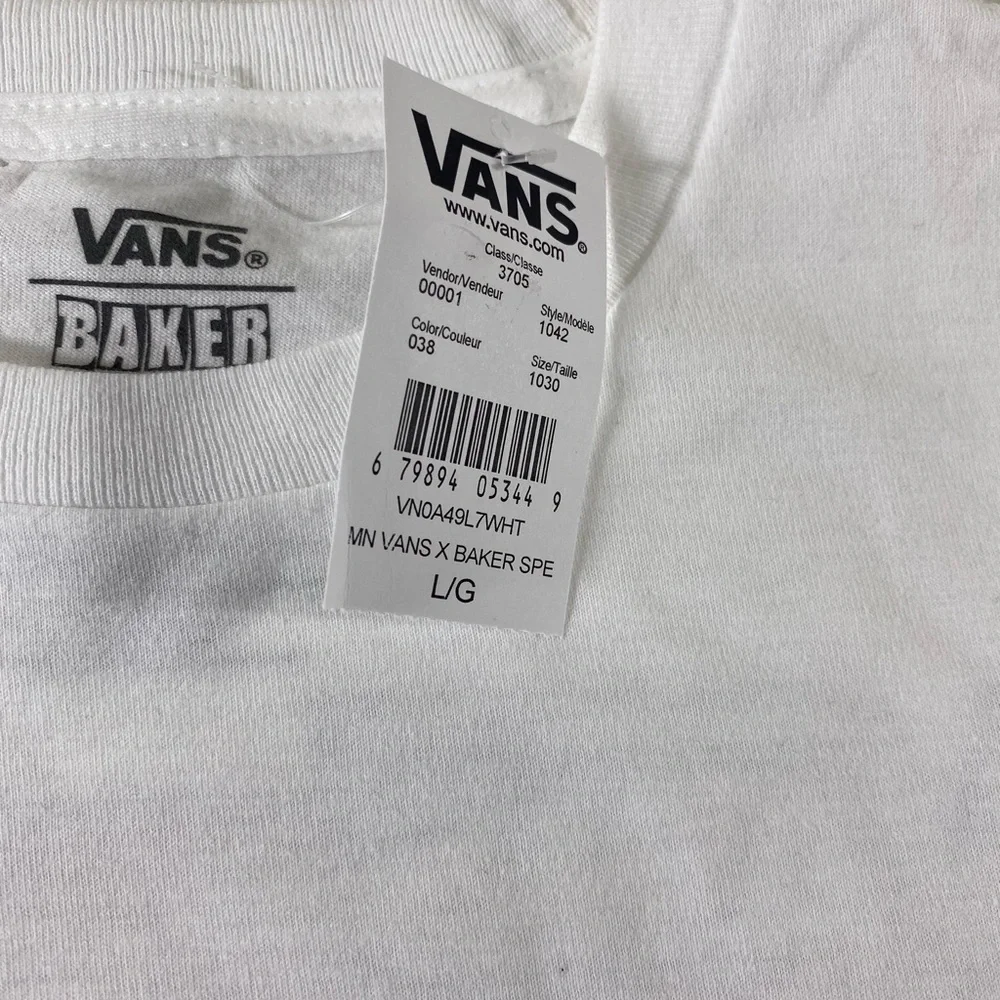 VANS®
BAKER
VANS®
www.vans.com
Class/Classe
3705
Vendor/Vendeur
00001
Style/Modèle
1042
Color/Couleur
038
Size/Taille
1030
6 79894 05344 9
VN0A49L7WHT
MN VANS X BAKER SPE
L/G